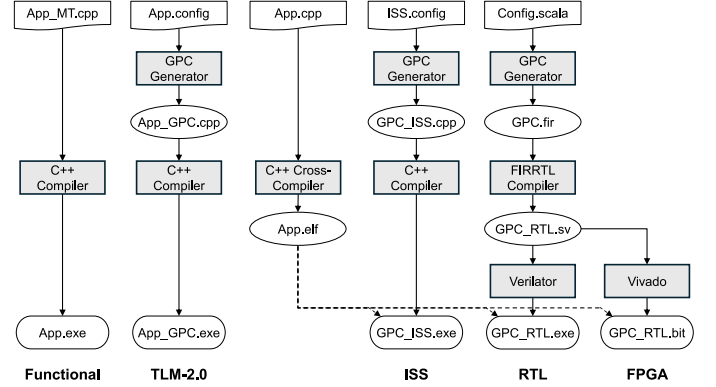 App_MT.cpp
App.config
App.cpp
ISS.config
Config.scala
GPC
Generator
GPC
Generator
GPC
Generator
App_GPC.cpp
GPC_ISS.cpp
GPC.fir
C++
Compiler
C++
Compiler
C++ Cross-
Compiler
C++
Compiler
FIRRTL
Compiler
App.elf
GPC_RTL.sv
Verilator
Vivado
App.exe
App_GPC.exe
GPC_ISS.exe
GPC_RTL.exe
GPC_RTL.bit
Functional
TLM-2.0
ISS
RTL
FPGA